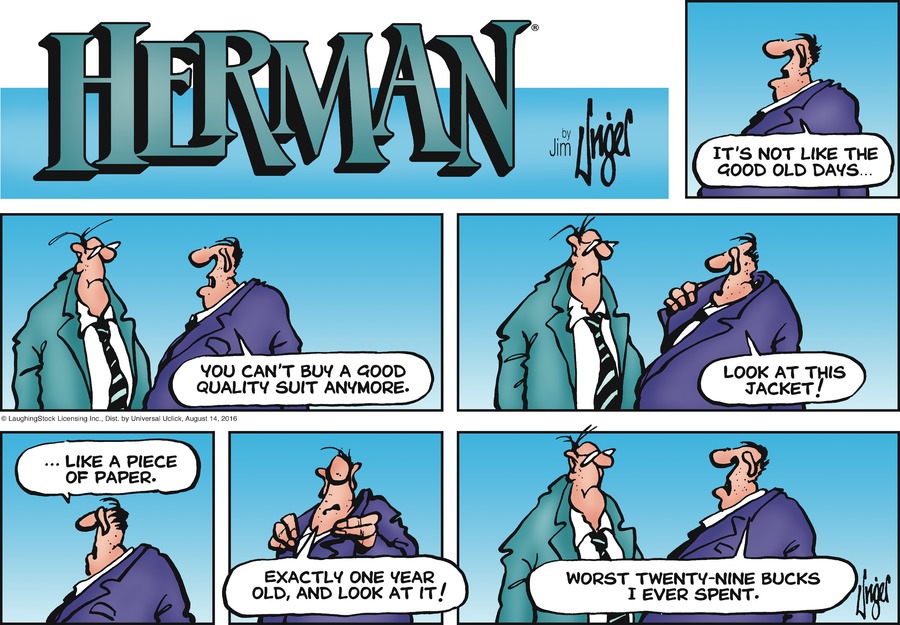 HERMAN®
by
Jim Unger
IT'S NOT LIKE THE
GOOD OLD DAYS...
YOU CAN'T BUY A GOOD
QUALITY SUIT ANYMORE.
LOOK AT THIS
JACKET!
© LaughingStock Licensing Inc., Dist. by Universal Uclick, August 14, 2016
... LIKE A PIECE
OF PAPER.
EXACTLY ONE YEAR
OLD, AND LOOK AT IT!
WORST TWENTY-NINE BUCKS
I EVER SPENT.
Unger